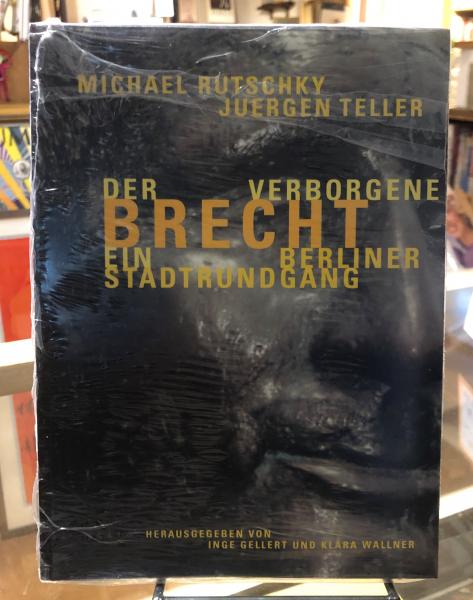 MICHAEL RUTSCHKY
JUERGEN TELLER
DER VERBORGENE
BRECHT
EIN BERLINER
STADTRUNDGANG
HERAUSGEGEBEN VON
INGE GELLERT UND KLARA WALLNER